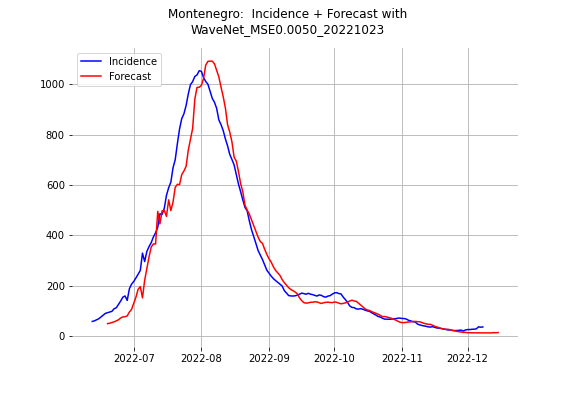 Montenegro:  Incidence + Forecast with
WaveNet_MSE0.0050_20221023
Incidence
Forecast
1000
800
600
400
200
0
2022-07 2022-08 2022-09 2022-10 2022-11 2022-12